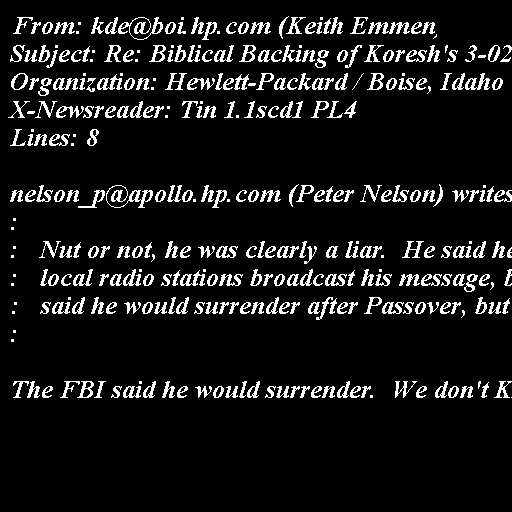 From: kde@boi.hp.com (Keith Emmen)
Subject: Re: Biblical Backing of Koresh's 3-02
Organization: Hewlett-Packard / Boise, Idaho
X-Newsreader: Tin 1.1scd1 PL4
Lines: 8

nelson_p@apollo.hp.com (Peter Nelson) writes
:
:   Nut or not, he was clearly a liar.  He said he
:   local radio stations broadcast his message, b
:   said he would surrender after Passover, but
:

The FBI said he would surrender.  We don't K